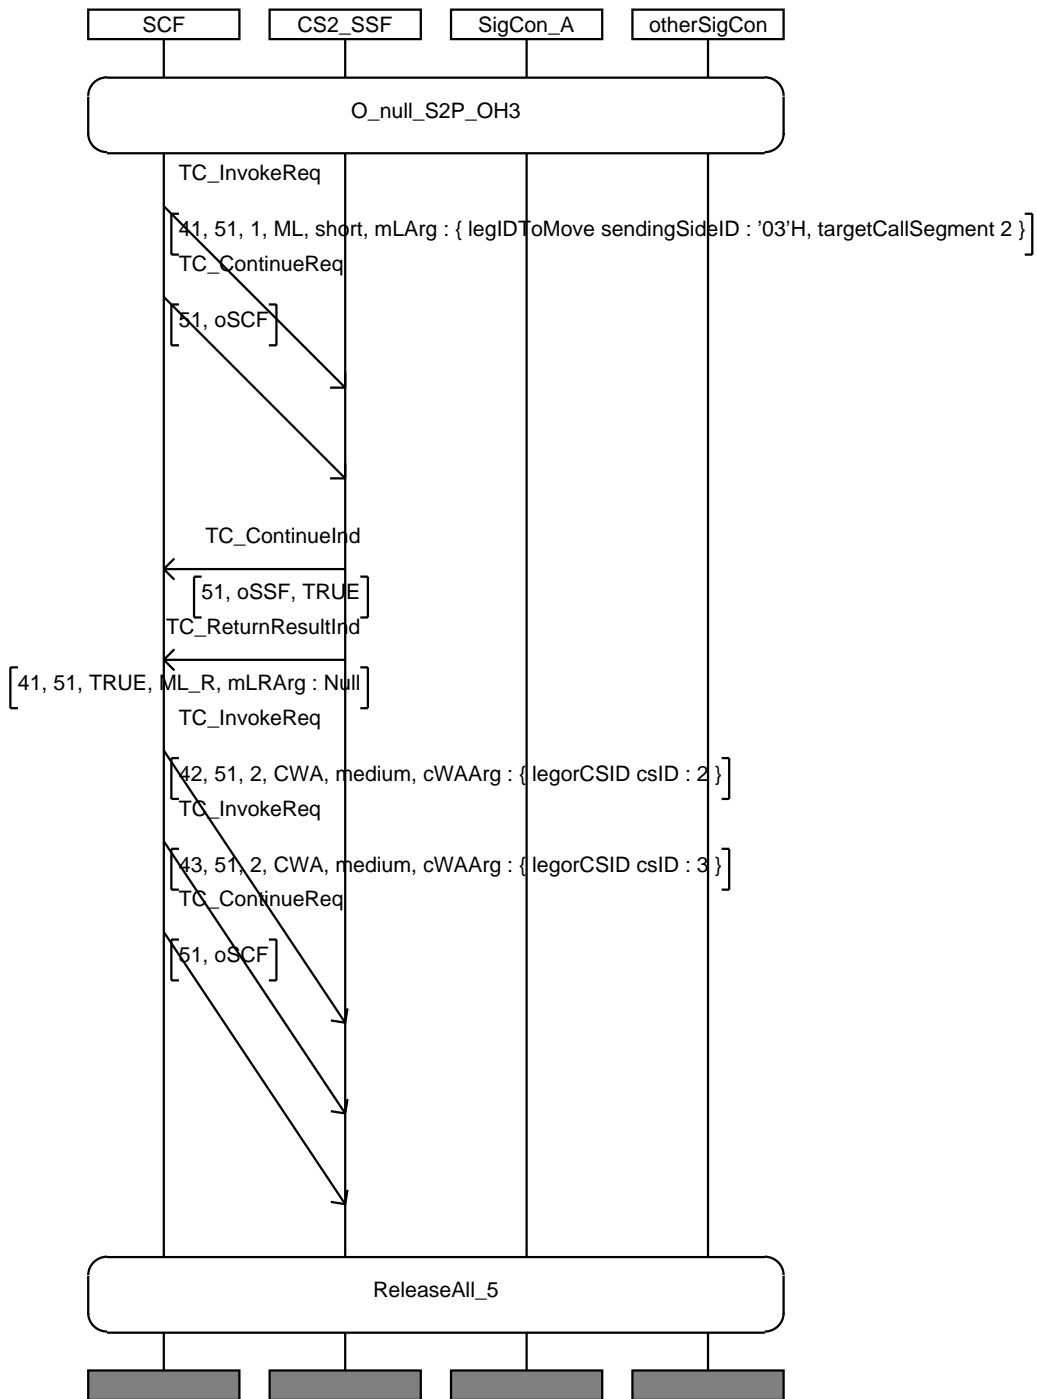 SCF CS2_SSF SigCon_A otherSigCon
O_null_S2P_OH3
TC_InvokeReq
41, 51, 1, ML, short, mLArg : { legIDToMove sendingSideID : '03'H, targetCallSegment 2 }
TC_ContinueReq
51, oSCF
TC_ContinueInd
51, oSSF, TRUE
TC_ReturnResultInd
41, 51, TRUE, ML_R, mLRArg : Null
TC_InvokeReq
42, 51, 2, CWA, medium, cWAArg : { legorCSID csID : 2 }
TC_InvokeReq
43, 51, 2, CWA, medium, cWAArg : { legorCSID csID : 3 }
TC_ContinueReq
51, oSCF
ReleaseAll_5